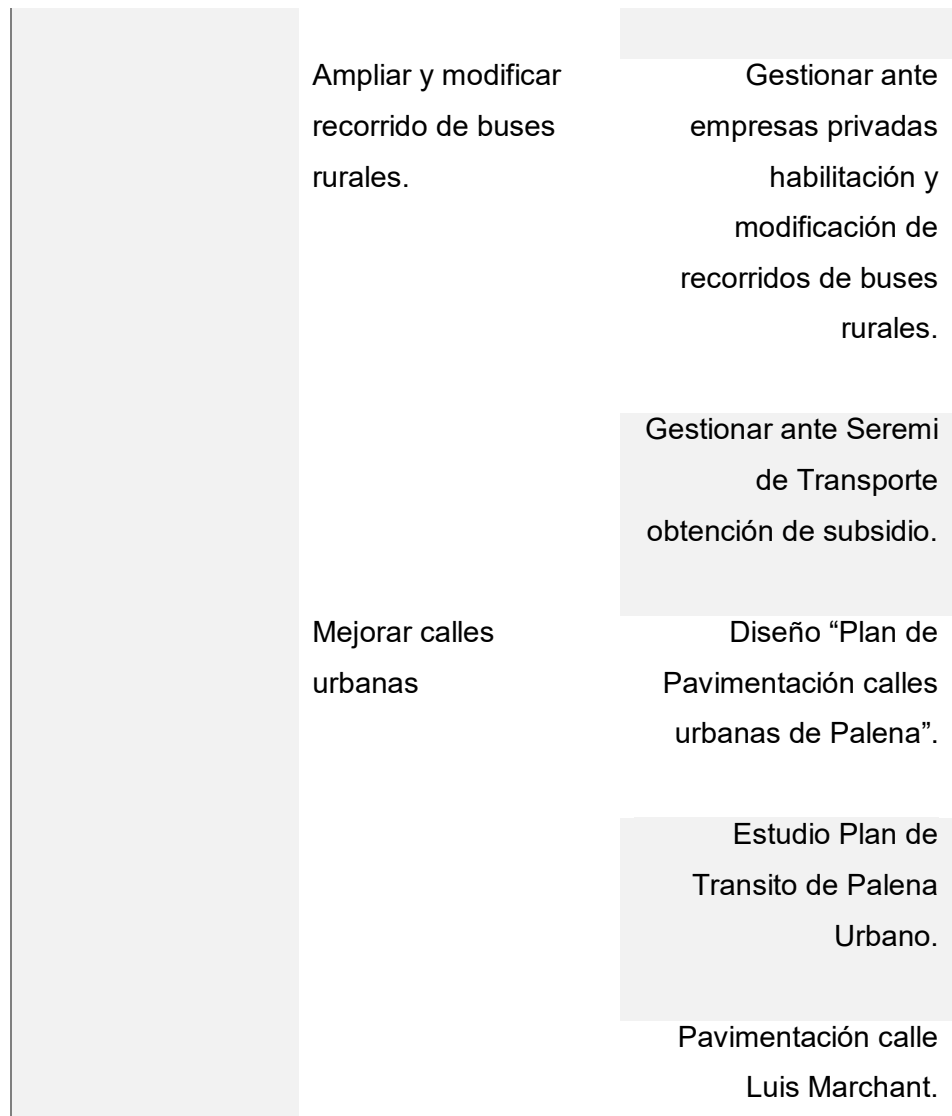 Ampliar y modificar
recorrido de buses
rurales.
Gestionar ante
empresas privadas
habilitación y
modificación de
recorridos de buses
rurales.
Gestionar ante Seremi
de Transporte
obtención de subsidio.
Mejorar calles
urbanas
Diseño “Plan de
Pavimentación calles
urbanas de Palena”.
Estudio Plan de
Transito de Palena
Urbano.
Pavimentación calle
Luis Marchant.